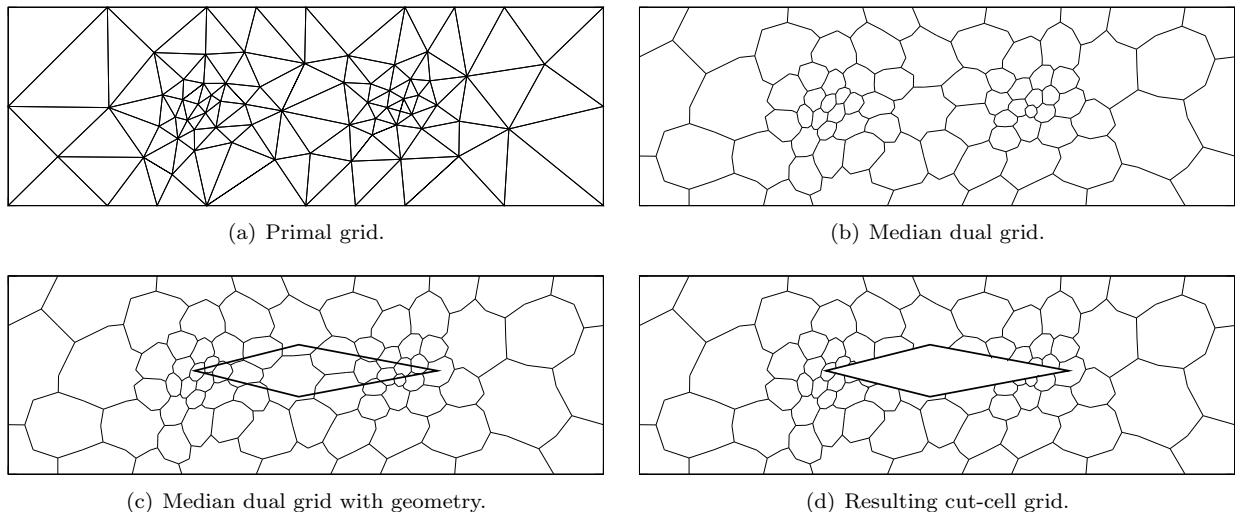 (a) Primal grid.
(b) Median dual grid.
(c) Median dual grid with geometry.
(d) Resulting cut-cell grid.